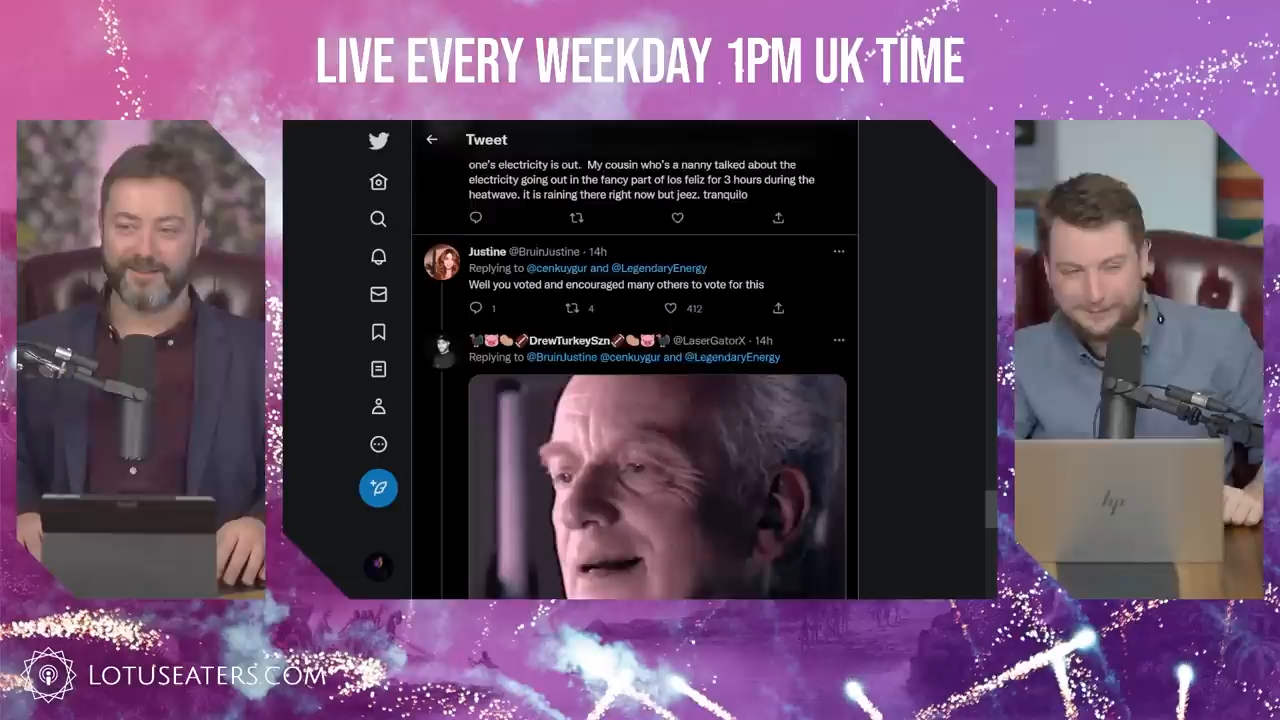 LIVE EVERY WEEKDAY 1PM UK TIME
Tweet
one's electricity is out. My cousin who's a nanny talked about the
electricity going out in the fancy part of los feliz for 3 hours during the
heatwave. it is raining there right now but jeez. tranquilo
Justine @BruinJustine · 14h
Replying to @cenkuygur and @LegendaryEnergy
Well you voted and encouraged many others to vote for this
1 4 412
DrewTurkeySzn @LaserGatorX · 14h
Replying to @BruinJustine @cenkuygur and @LegendaryEnergy
hp
LOTUSEATERS.COM